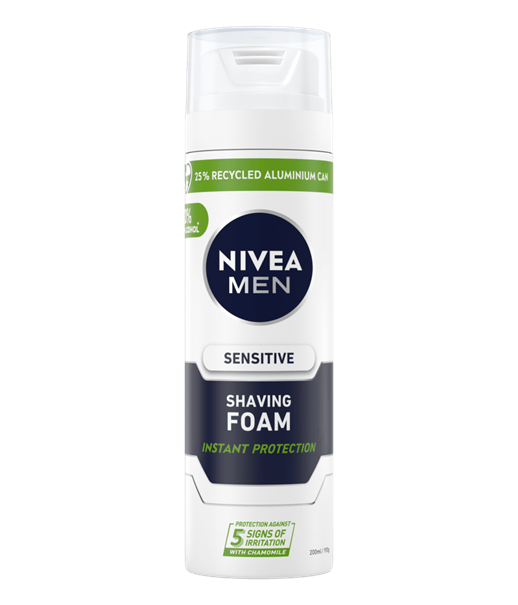 25% RECYCLED ALUMINIUM CAN
NIVEA
MEN
SENSITIVE
SHAVING
FOAM
INSTANT PROTECTION
PROTECTION AGAINST
5 SIGNS OF
IRRITATION
WITH CHAMOMILE
200ml /